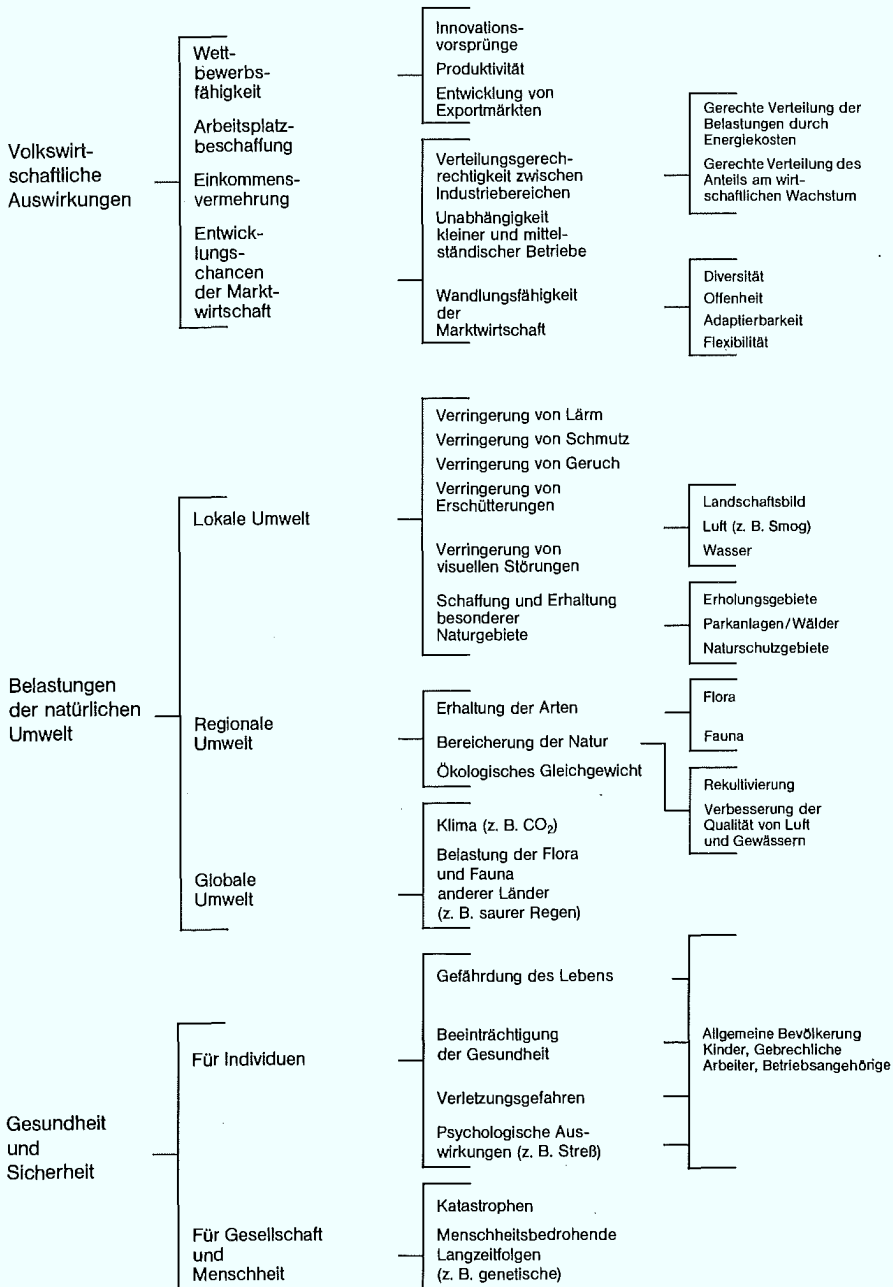 Volkswirt-
schaftliche
Auswirkungen
Wett-
bewerbs-
fähigkeit
Arbeitsplatz-
beschaffung
Einkommens-
vermehrung
Entwick-
lungs-
chancen
der Markt-
wirtschaft
Innovations-
vorsprünge
Produktivität
Entwicklung von
Exportmärkten
Verteilungsgerech-
rechtigkeit zwischen
Industriebereichen
Unabhängigkeit
kleiner und mittel-
ständischer Betriebe
Wandlungsfähigkeit
der
Marktwirtschaft
Gerechte Verteilung der
Belastungen durch
Energiekosten
Gerechte Verteilung des
Anteils am wirt-
schaftlichen Wachstum
Diversität
Offenheit
Adaptierbarkeit
Flexibilität
Belastungen
der natürlichen
Umwelt
Lokale Umwelt
Verringerung von Lärm
Verringerung von Schmutz
Verringerung von Geruch
Verringerung von
Erschütterungen
Verringerung von
visuellen Störungen
Schaffung und Erhaltung
besonderer
Naturgebiete
Landschaftsbild
Luft (z. B. Smog)
Wasser
Erholungsgebiete
Parkanlagen/Wälder
Naturschutzgebiete
Regionale
Umwelt
Erhaltung der Arten
Bereicherung der Natur
Ökologisches Gleichgewicht
Flora
Fauna
Rekultivierung
Verbesserung der
Qualität von Luft
und Gewässern
Globale
Umwelt
Klima (z. B. CO₂)
Belastung der Flora
und Fauna
anderer Länder
(z. B. saurer Regen)
Gesundheit
und
Sicherheit
Für Individuen
Gefährdung des Lebens
Beeinträchtigung
der Gesundheit
Verletzungsgefahren
Psychologische Aus-
wirkungen (z. B. Streß)
Allgemeine Bevölkerung
Kinder, Gebrechliche
Arbeiter, Betriebsangehörige
Für Gesellschaft
und
Menschheit
Katastrophen
Menschheitsbedrohende
Langzeitfolgen
(z. B. genetische)